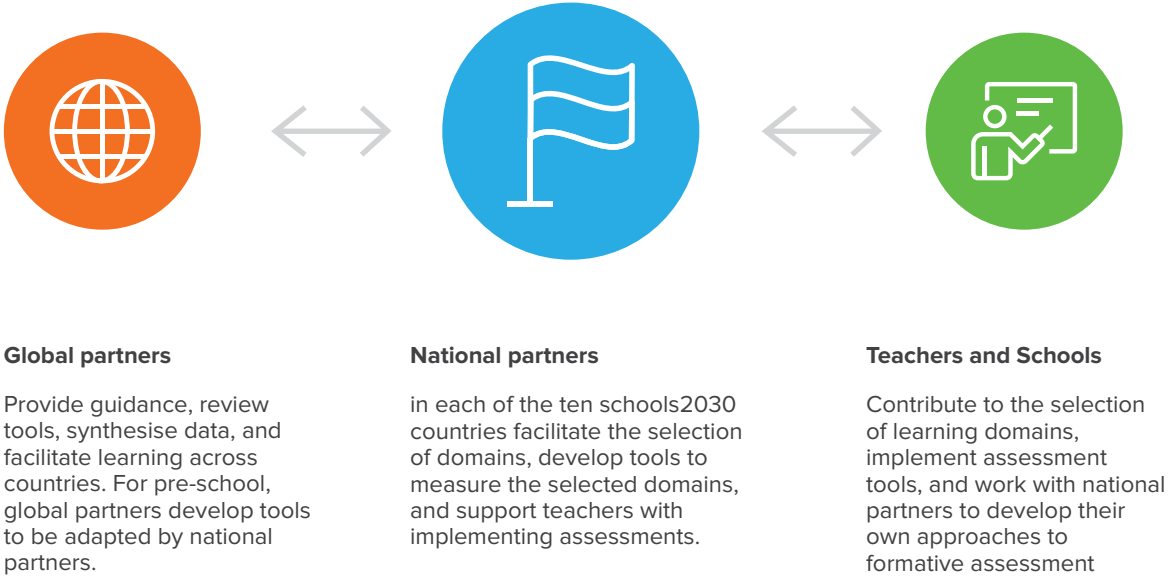 Global partners
Provide guidance, review
tools, synthesise data, and
facilitate learning across
countries. For pre-school,
global partners develop tools
to be adapted by national
partners.
National partners
in each of the ten schools2030
countries facilitate the selection
of domains, develop tools to
measure the selected domains,
and support teachers with
implementing assessments.
Teachers and Schools
Contribute to the selection
of learning domains,
implement assessment
tools, and work with national
partners to develop their
own approaches to
formative assessment